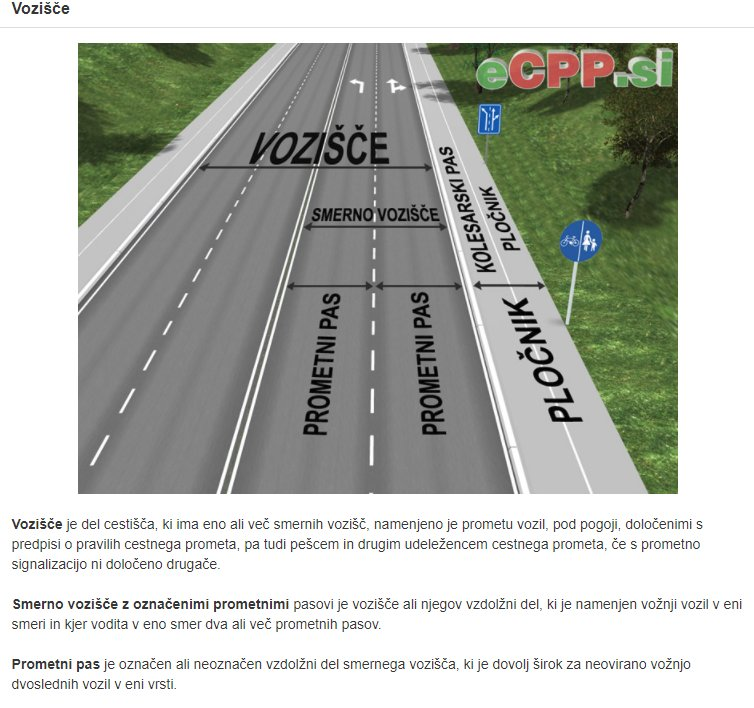 Vozišče
eCPP.si
VOZIŠČE
SMERNO VOZIŠČE
KOLESARSKI PAS
PLOČNIK
PROMETNI PAS
PROMETNI PAS
PLOČNIK
Vozišče je del cestišča, ki ima eno ali več smernih vozišč, namenjeno je prometu vozil, pod pogoji, določenimi s
predpisi o pravilih cestnega prometa, pa tudi pešcem in drugim udeležencem cestnega prometa, če s prometno
signalizacijo ni določeno drugače.
Smerno vozišče z označenimi prometnimi pasovi je vozišče ali njegov vzdolžni del, ki je namenjen vožnji vozil v eni
smeri in kjer vodita v eno smer dva ali več prometnih pasov.
Prometni pas je označen ali neoznačen vzdolžni del smernega vozišča, ki je dovolj širok za neovirano vožnjo
dvoslednih vozil v eni vrsti.